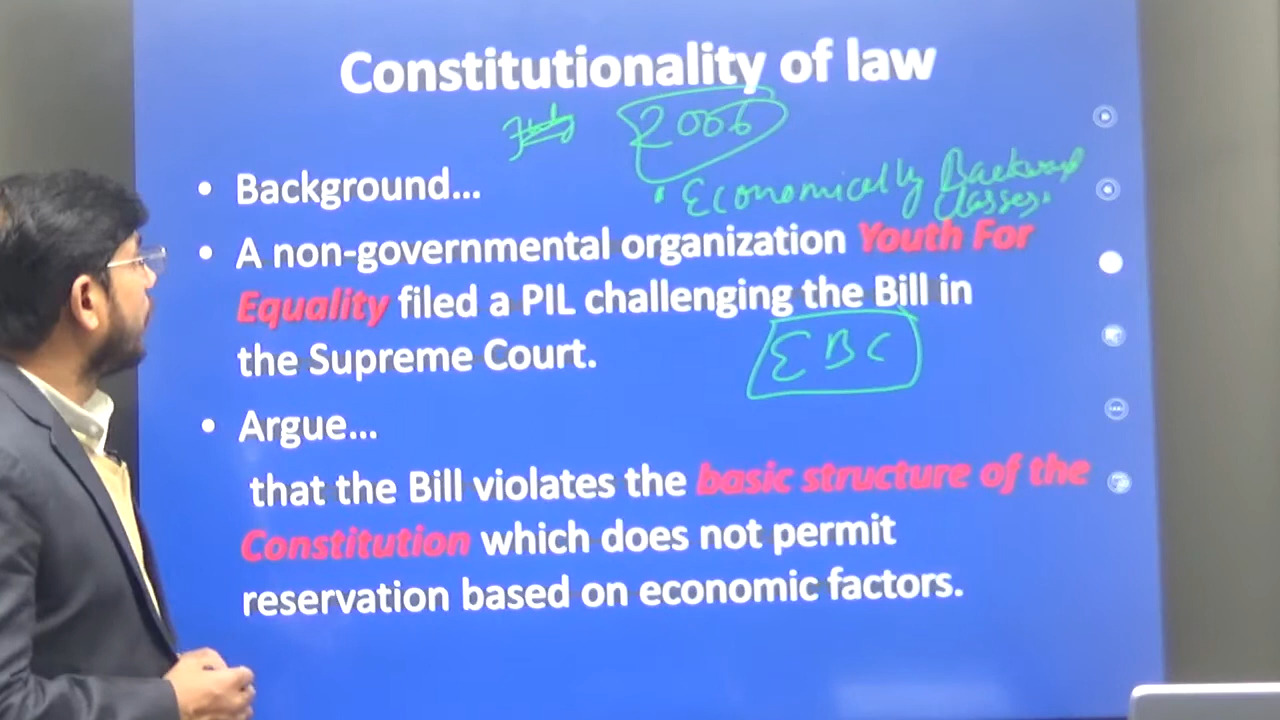 Constitutionality of law
2006
• Background...
• Economically Backward
Classes.
• A non-governmental organization Youth For
Equality filed a PIL challenging the Bill in
the Supreme Court.
EBC
• Argue...
that the Bill violates the basic structure of the
Constitution which does not permit
reservation based on economic factors.